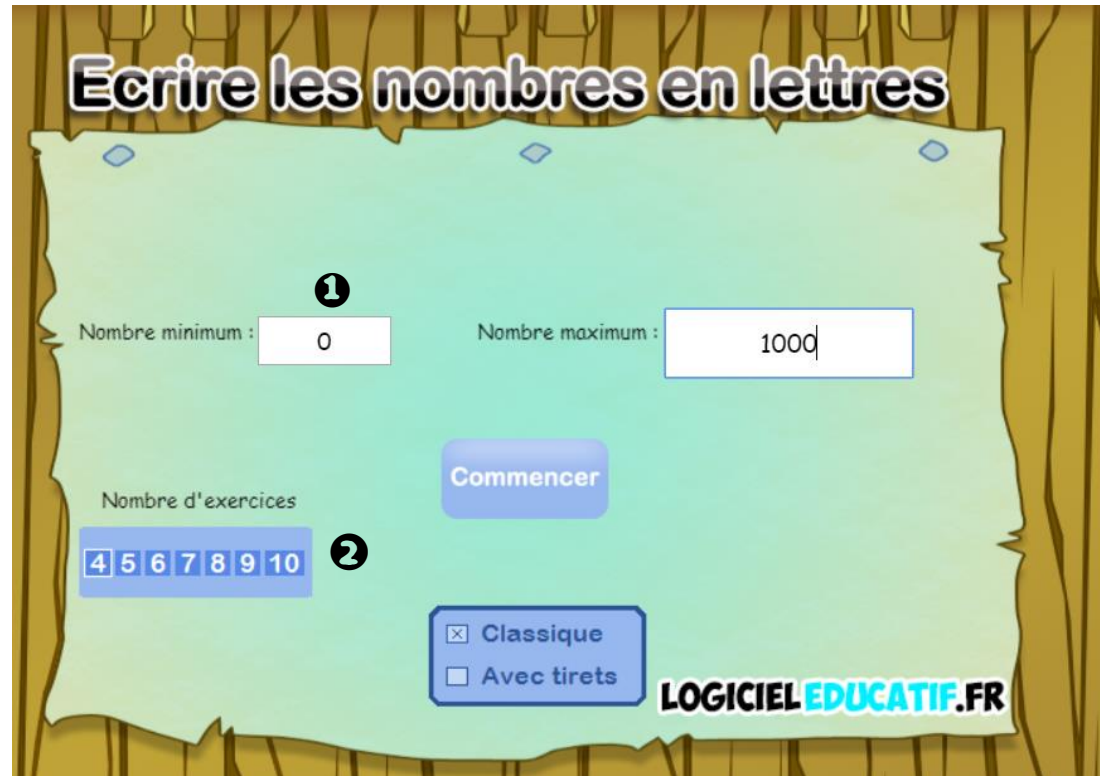 Ecrire les nombres en lettres
❶
Nombre minimum : 0 Nombre maximum : 1000
Commencer
Nombre d'exercices
4 5 6 7 8 9 10 ❷
Classique
Avec tirets
LOGICIELEDUCATIF.FR